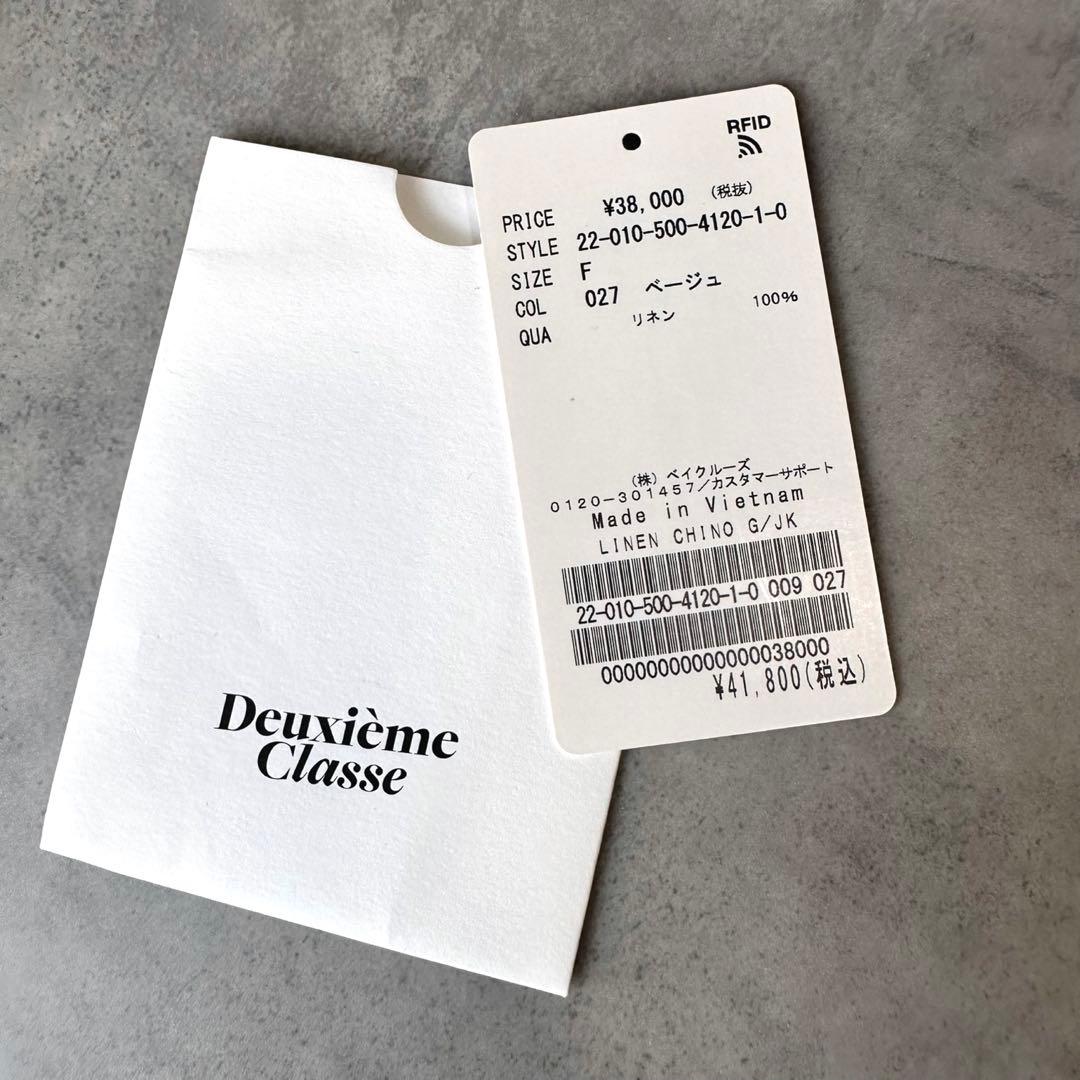 Deuxième
Classe
RFID
PRICE ¥38,000 (税抜)
STYLE 22-010-500-4120-1-0
SIZE F
COL 027 ベージュ
QUA リネン 100%
(株) ベイクルーズ
0120-301457/カスタマーサポート
Made in Vietnam
LINEN CHINO G/JK
22-010-500-4120-1-0 009 027
00000000000000038000
¥41,800(税込)